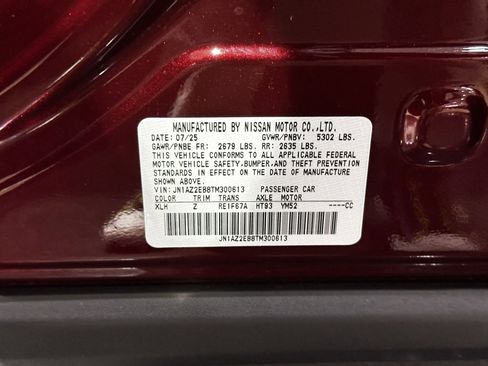 MANUFACTURED BY NISSAN MOTOR CO.,LTD.
DATE: 07/25 GVWR/PNBV: 5302 LBS.
GAWR/PNBE FR: 2679 LBS. RR: 2635 LBS.
THIS VEHICLE CONFORMS TO ALL APPLICABLE FEDERAL
MOTOR VEHICLE SAFETY,BUMPER,AND THEFT PREVENTION
STANDARDS IN EFFECT ON THE DATE OF MANUFACTURE
SHOWN ABOVE.
VIN: JN1AZ2EB8TM300613 PASSENGER CAR
COLOR TRIM TRANS AXLE MOTOR
XLH Z RE1F67A HT93 YM52 ----CC
JN1AZ2EB8TM300613